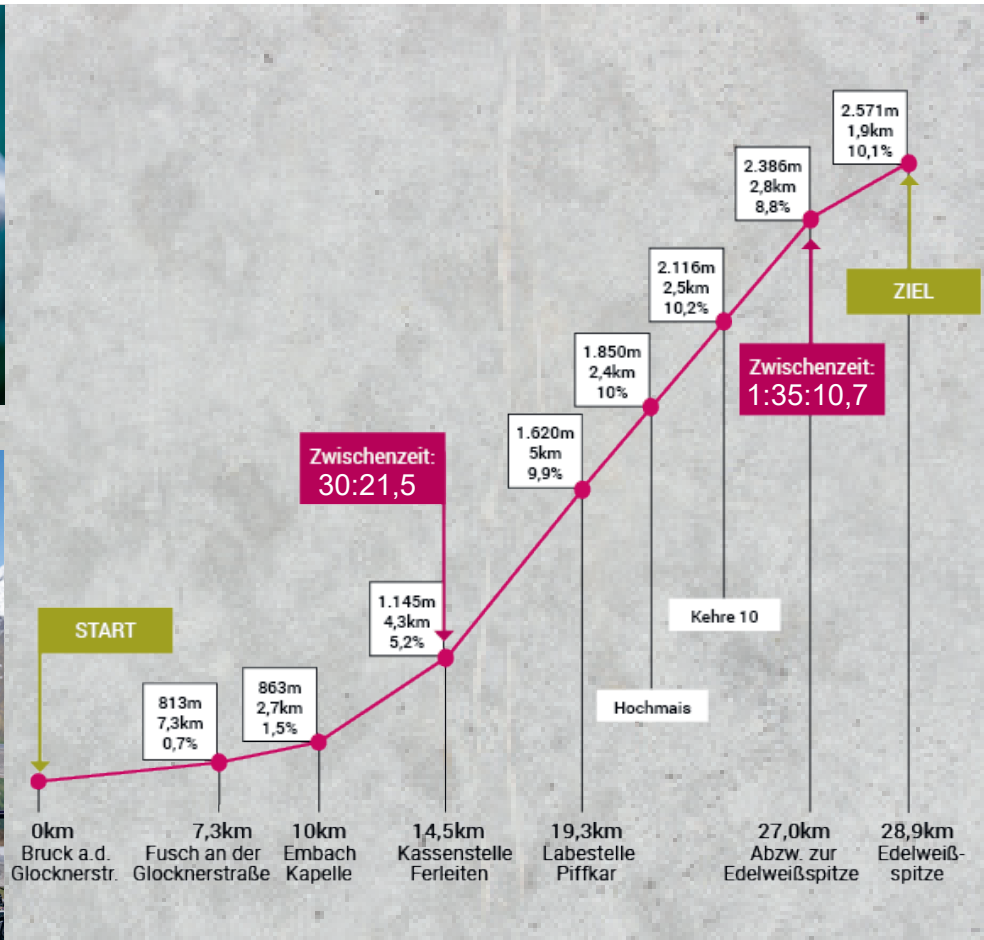 START
813m
7,3km
0,7%
863m
2,7km
1,5%
1.145m
4,3km
5,2%
Zwischenzeit:
30:21,5
1.620m
5km
9,9%
1.850m
2,4km
10%
2.116m
2,5km
10,2%
2.386m
2,8km
8,8%
2.571m
1,9km
10,1%
ZIEL
Zwischenzeit:
1:35:10,7
Kehre 10
Hochmais
0km
Bruck a.d.
Glocknerstr.
7,3km
Fusch an der
Glocknerstraße
10km
Embach
Kapelle
14,5km
Kassenstelle
Ferleiten
19,3km
Labestelle
Piffkar
27,0km
Abzw. zur
Edelweißspitze
28,9km
Edelweiß-
spitze